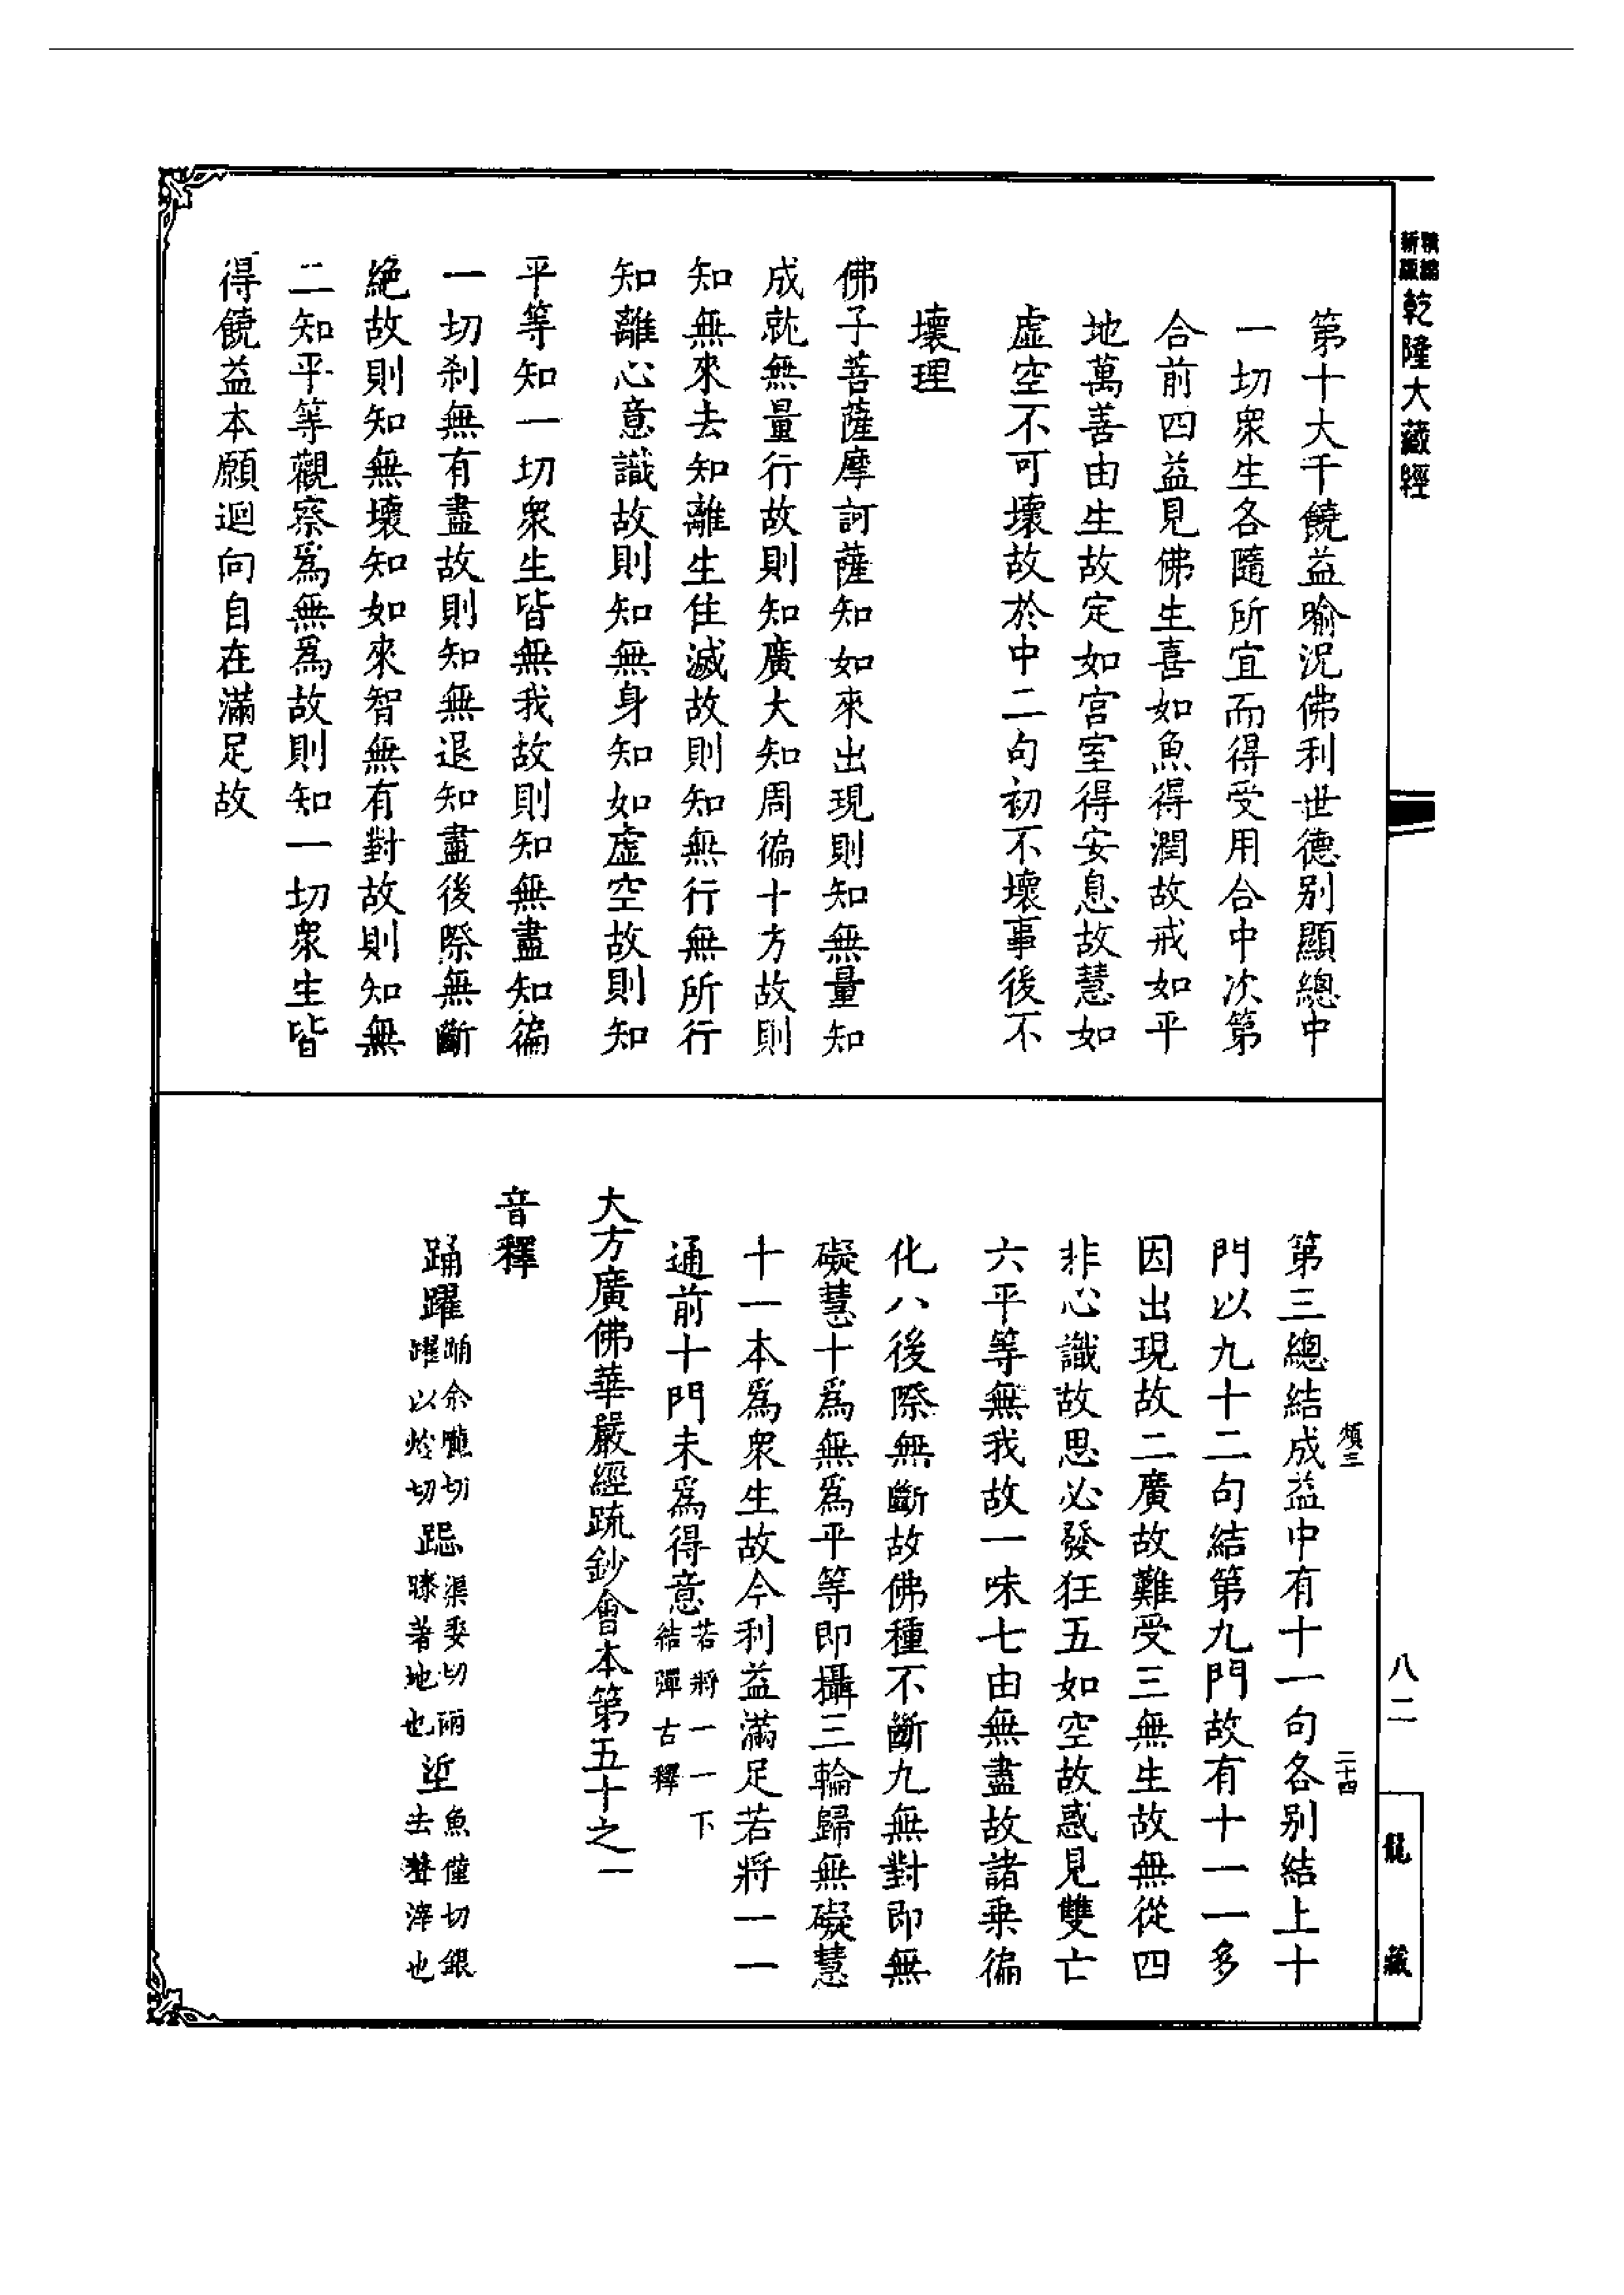 乾隆大藏經
第十大千饒益喻況佛利世德别顯總中
一切衆生各隨所宜而得受用合中次第
合前四益見佛生喜如魚得潤故戒如平
地萬善由生故定如宮室得安息故慧如
虛空不可壞故於中二句初不壞事後不
壞理
佛子菩薩摩訶薩知如來出現則知無量知
成就無量行故則知廣大知周徧十方故則
知無來去知離生住滅故則知無行無所行
知離心意識故則知無身知如虛空故則知
平等知一切衆生皆無我故則知無盡知徧
一切刹無有盡故則知無退知盡後際無斷
絶故則知無壞知如來智無有對故則知無
二知平等觀察爲無爲故則知一切衆生皆
得饒益本願迴向自在滿足故
第三總結成益中有十一句各别結上十
門以九十二句結第九門故有十一一多
因出現故二廣故難受三無生故無從四
非心識故思必發狂五如空故惑見雙亡
六平等無我故一味七由無盡故諸乗徧
化八後際無斷故佛種不斷九無對即無
礙慧十爲無爲平等即攝三輪歸無礙慧
十一本爲衆生故今利益滿足若將一一
通前十門未爲得意若將一一下結彈古釋
大方廣佛華嚴經疏鈔會本第五十之一
音釋
踊躍踊余隴切躍以灼切跽渠委切兩膝著地也垽魚僅切銀去聲滓也
二十四
八二
龍藏